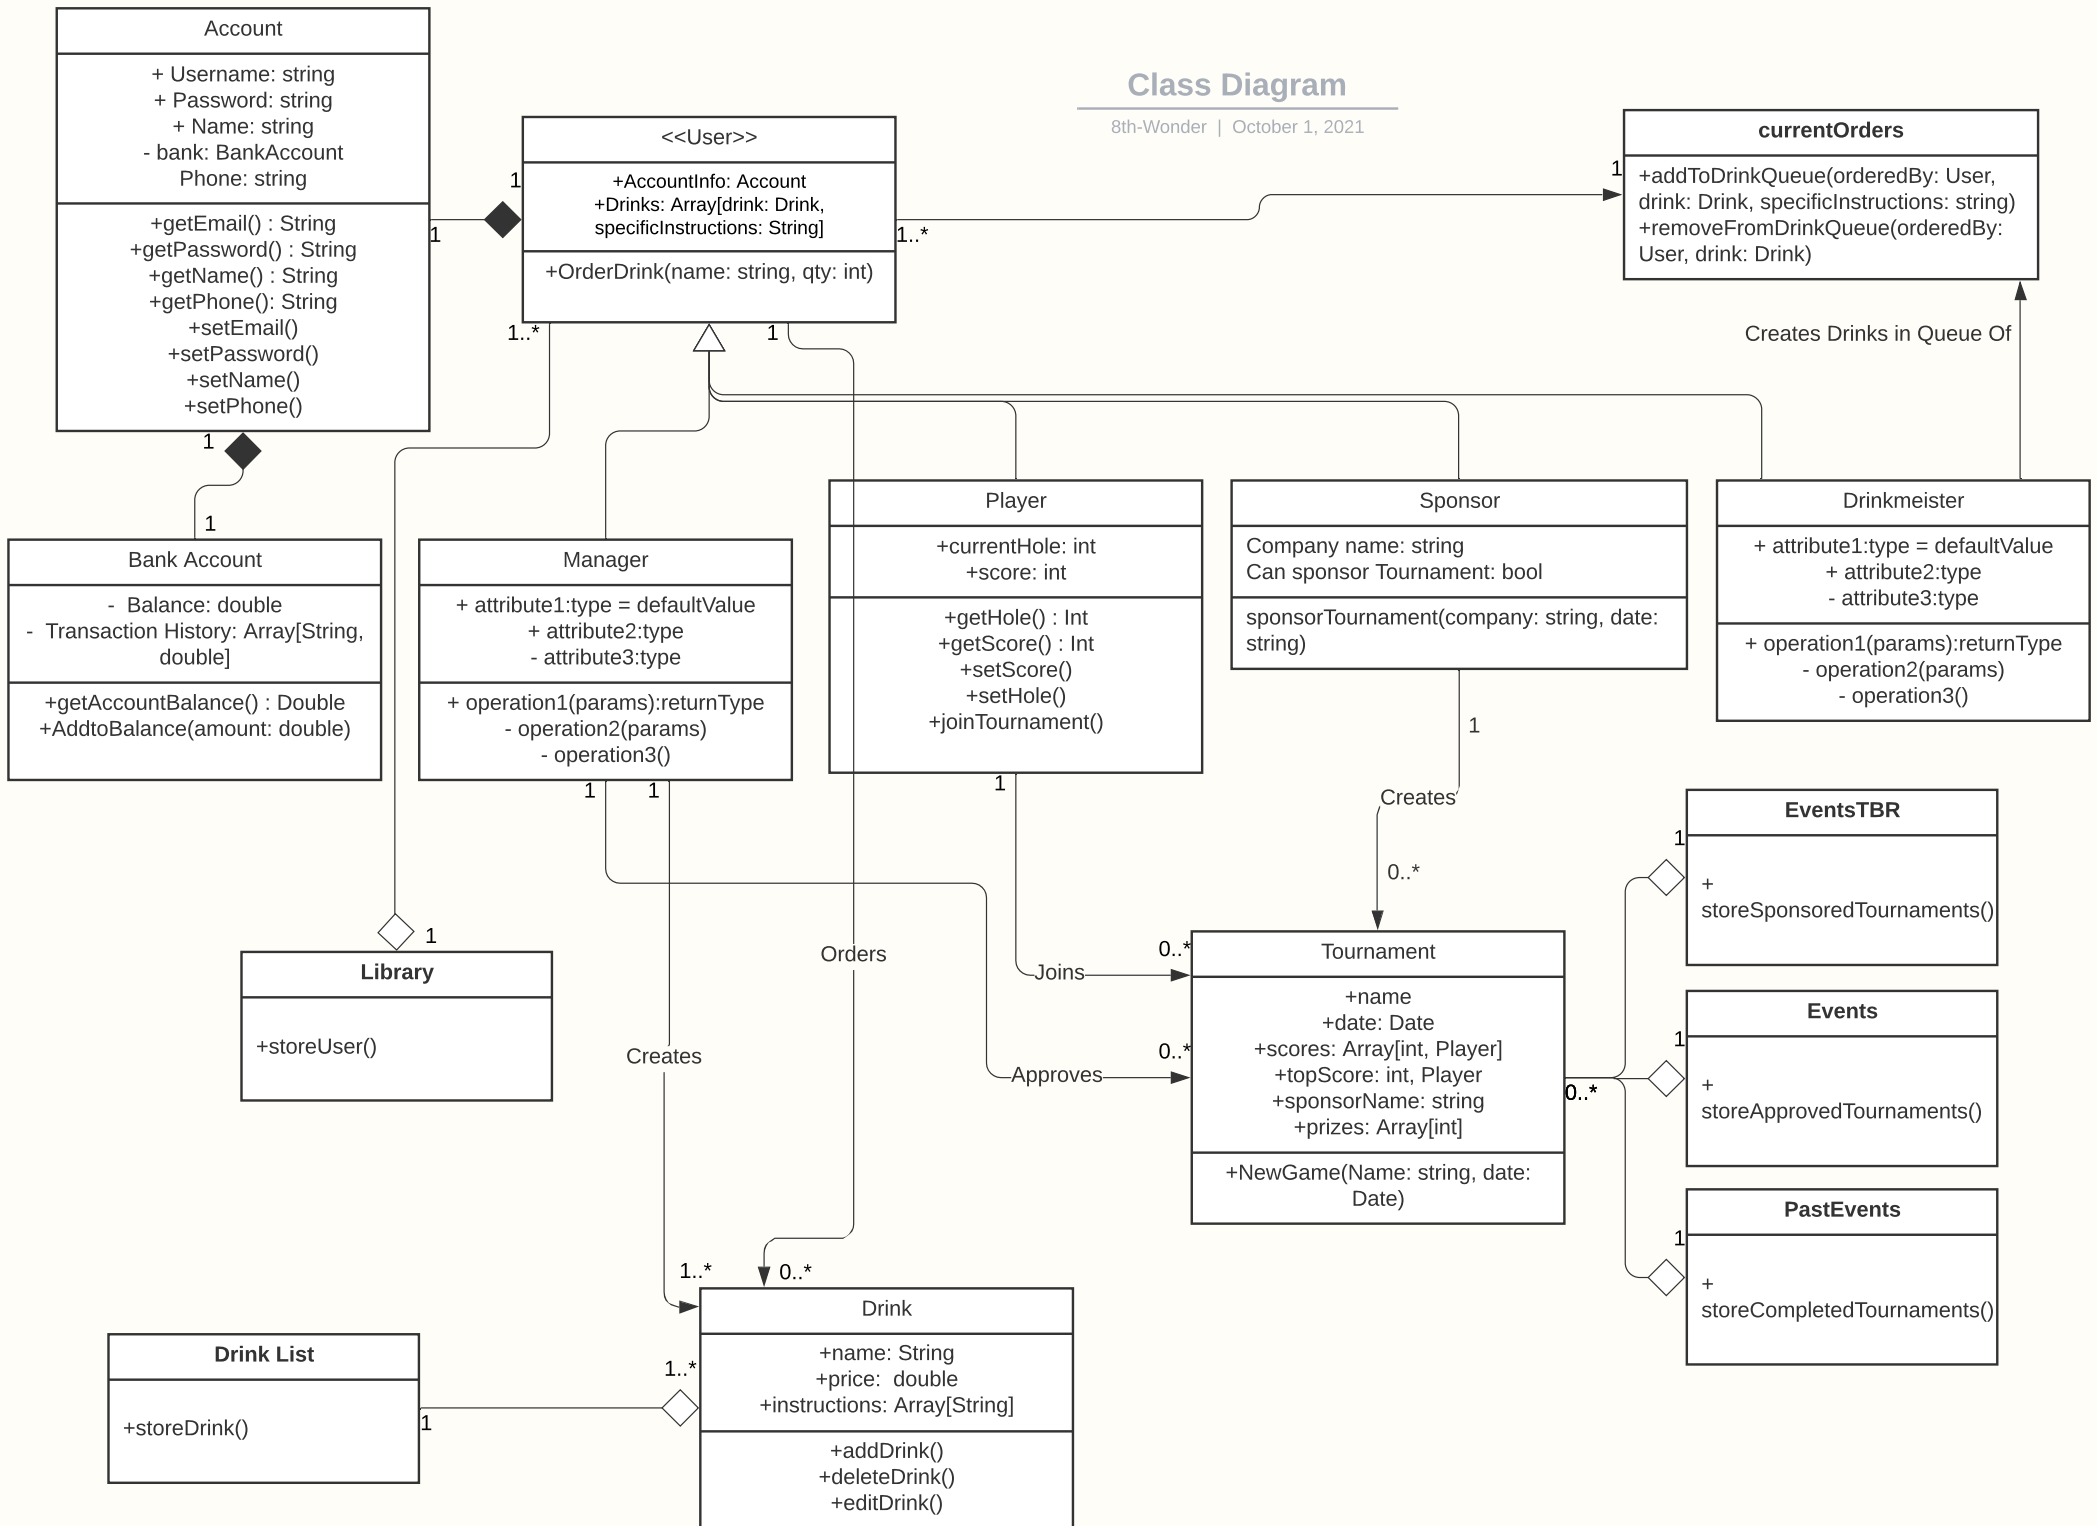 Class Diagram
8th-Wonder | October 1, 2021
Account
+ Username: string
+ Password: string
+ Name: string
- bank: BankAccount
Phone: string
+getEmail() : String
+getPassword() : String
+getName() : String
+getPhone(): String
+setEmail()
+setPassword()
+setName()
+setPhone()
1
1
<<User>>
+AccountInfo: Account
+Drinks: Array[drink: Drink,
specificInstructions: String]
+OrderDrink(name: string, qty: int)
1..*
1
currentOrders
+addToDrinkQueue(orderedBy: User,
drink: Drink, specificInstructions: string)
+removeFromDrinkQueue(orderedBy:
User, drink: Drink)
1..*
1
Creates Drinks in Queue Of
1
1
Bank Account
-  Balance: double
-  Transaction History: Array[String,
double]
+getAccountBalance() : Double
+AddtoBalance(amount: double)
Manager
+ attribute1:type = defaultValue
+ attribute2:type
- attribute3:type
+ operation1(params):returnType
- operation2(params)
- operation3()
1
1
Player
+currentHole: int
+score: int
+getHole() : Int
+getScore() : Int
+setScore()
+setHole()
+joinTournament()
1
Sponsor
Company name: string
Can sponsor Tournament: bool
sponsorTournament(company: string, date:
string)
1
Creates
0..*
Drinkmeister
+ attribute1:type = defaultValue
+ attribute2:type
- attribute3:type
+ operation1(params):returnType
- operation2(params)
- operation3()
1
Library
+storeUser()
Orders
Creates
Joins
0..*
Approves
0..*
Tournament
+name
+date: Date
+scores: Array[int, Player]
+topScore: int, Player
+sponsorName: string
+prizes: Array[int]
+NewGame(Name: string, date:
Date)
0..*
1
EventsTBR
+
storeSponsoredTournaments()
1
Events
+
storeApprovedTournaments()
1
PastEvents
+
storeCompletedTournaments()
1..*
0..*
Drink
+name: String
+price:  double
+instructions: Array[String]
+addDrink()
+deleteDrink()
+editDrink()
1..*
1
Drink List
+storeDrink()